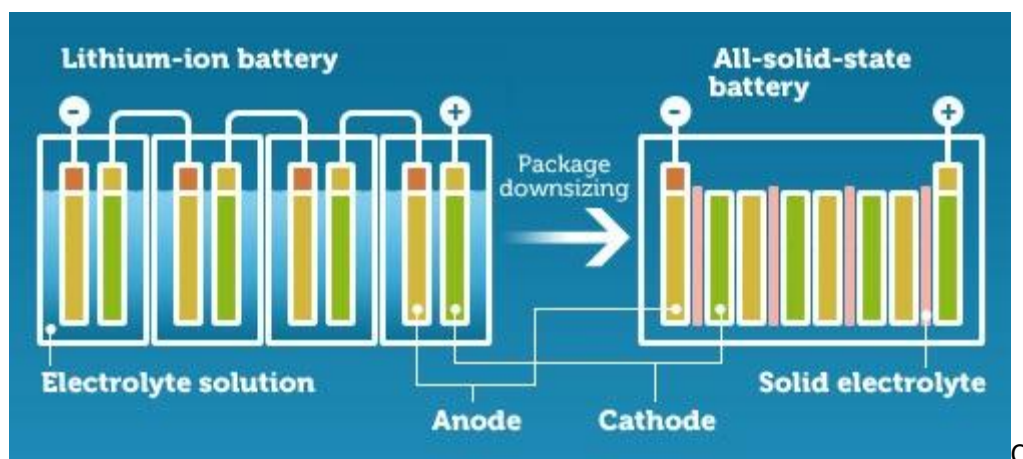 Lithium-ion battery
All-solid-state
battery
-
+
-
+
Package
downsizing
Electrolyte solution
Solid electrolyte
Anode
Cathode